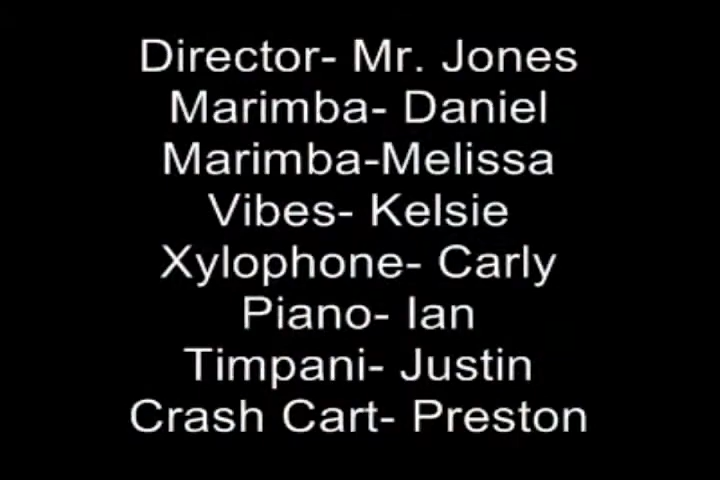 Director- Mr. Jones
Marimba- Daniel
Marimba-Melissa
Vibes- Kelsie
Xylophone- Carly
Piano- Ian
Timpani- Justin
Crash Cart- Preston